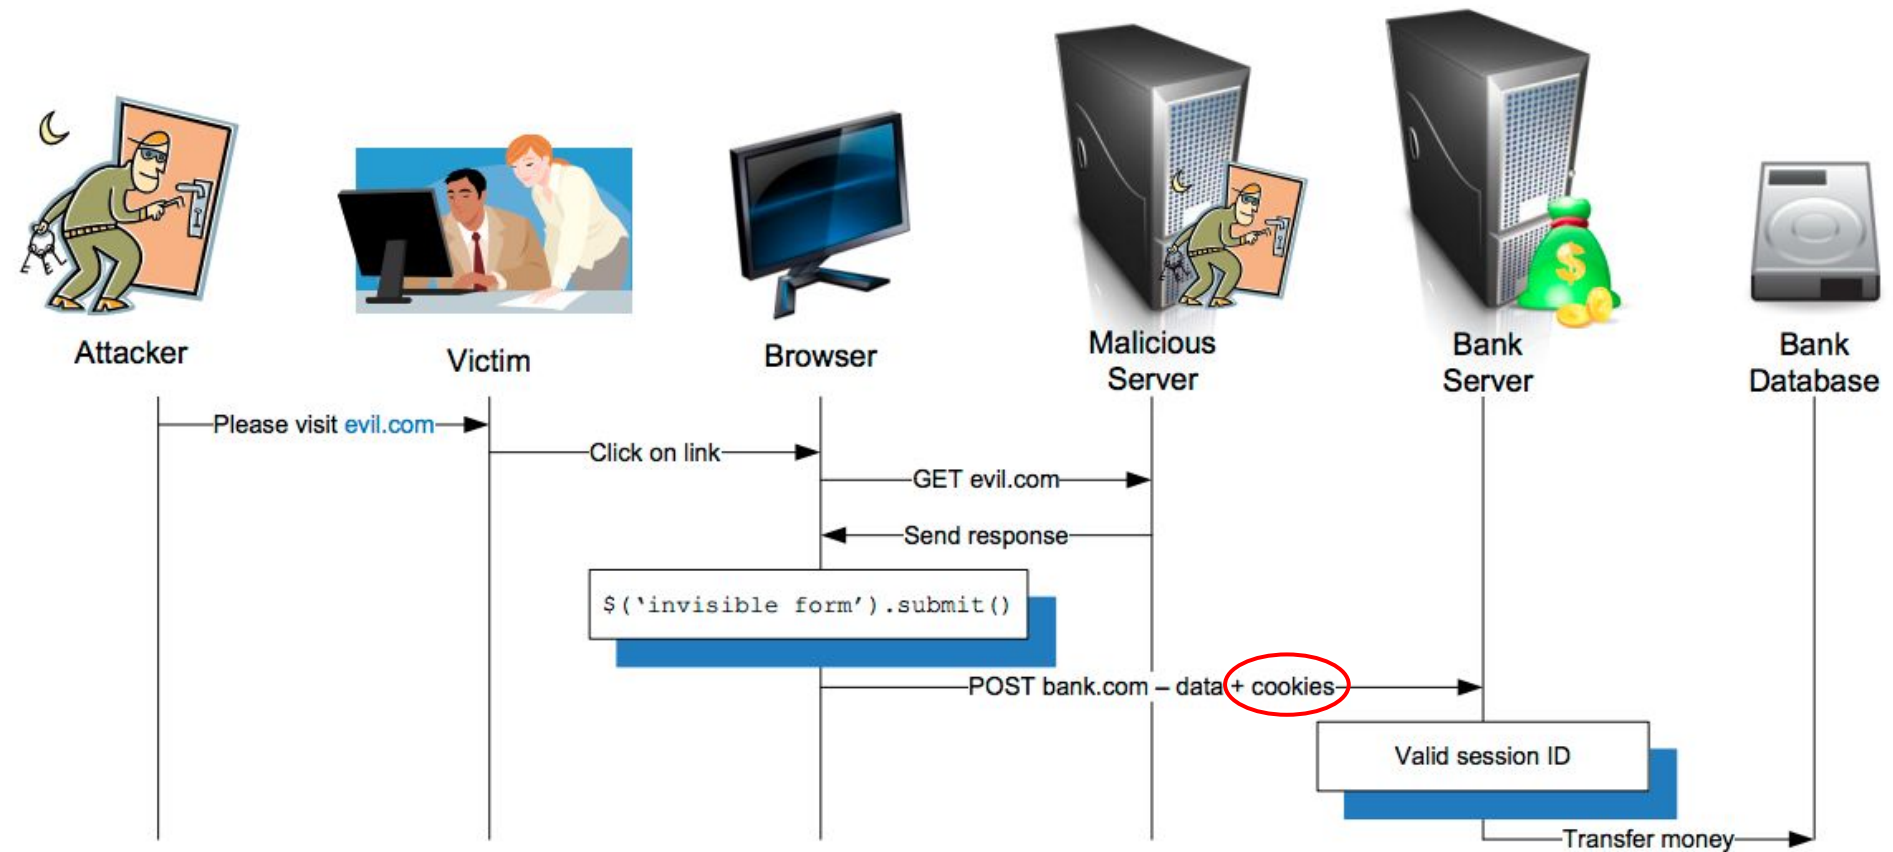 Attacker
Victim
Browser
Malicious
Server
Bank
Server
Bank
Database
Please visit evil.com
Click on link
GET evil.com
Send response
$(‘invisible form’).submit()
POST bank.com – data + cookies
Valid session ID
Transfer money